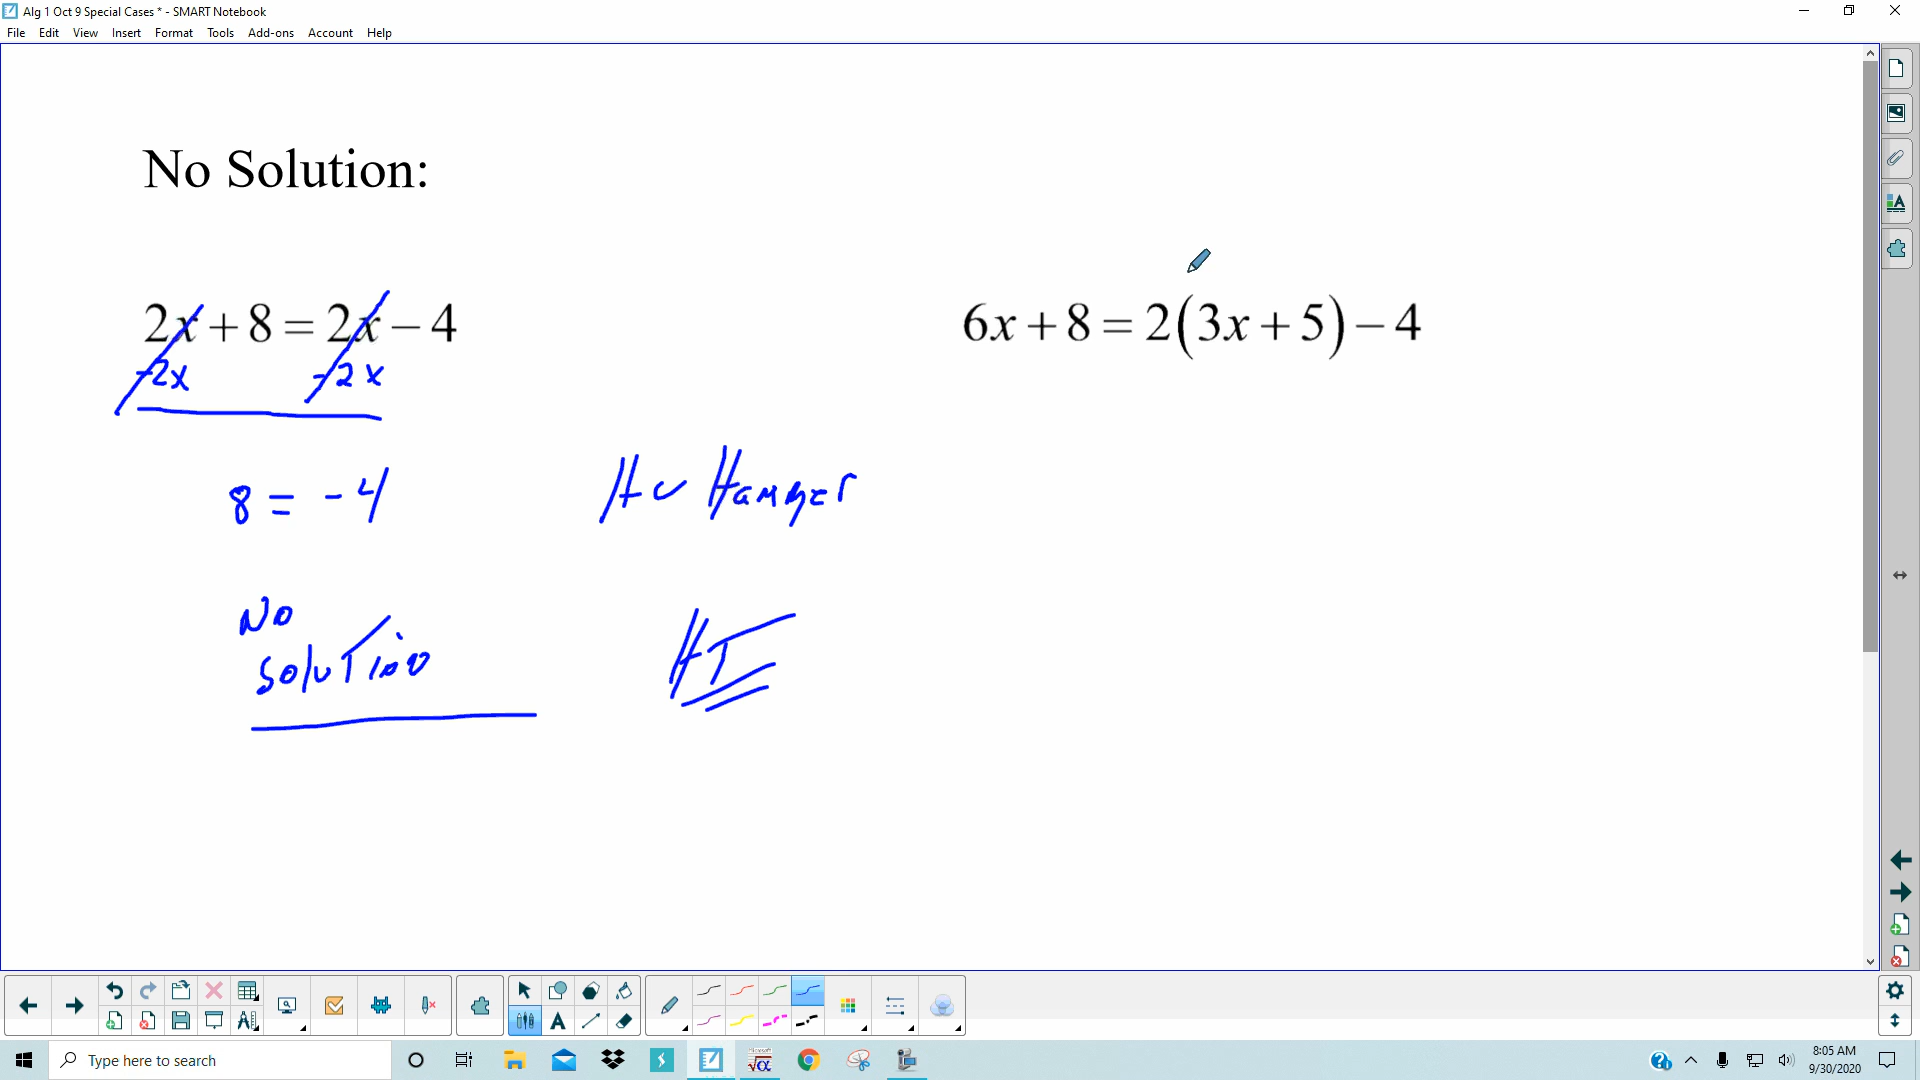 Alg 1 Oct 9 Special Cases * - SMART Notebook
File Edit View Insert Format Tools Add-ons Account Help
No Solution:
2x + 8 = 2x − 4
-2x -2x
8 = -4
No
Solution
6x + 8 = 2(3x + 5) − 4
HT
Type here to search
8:05 AM
9/30/2020